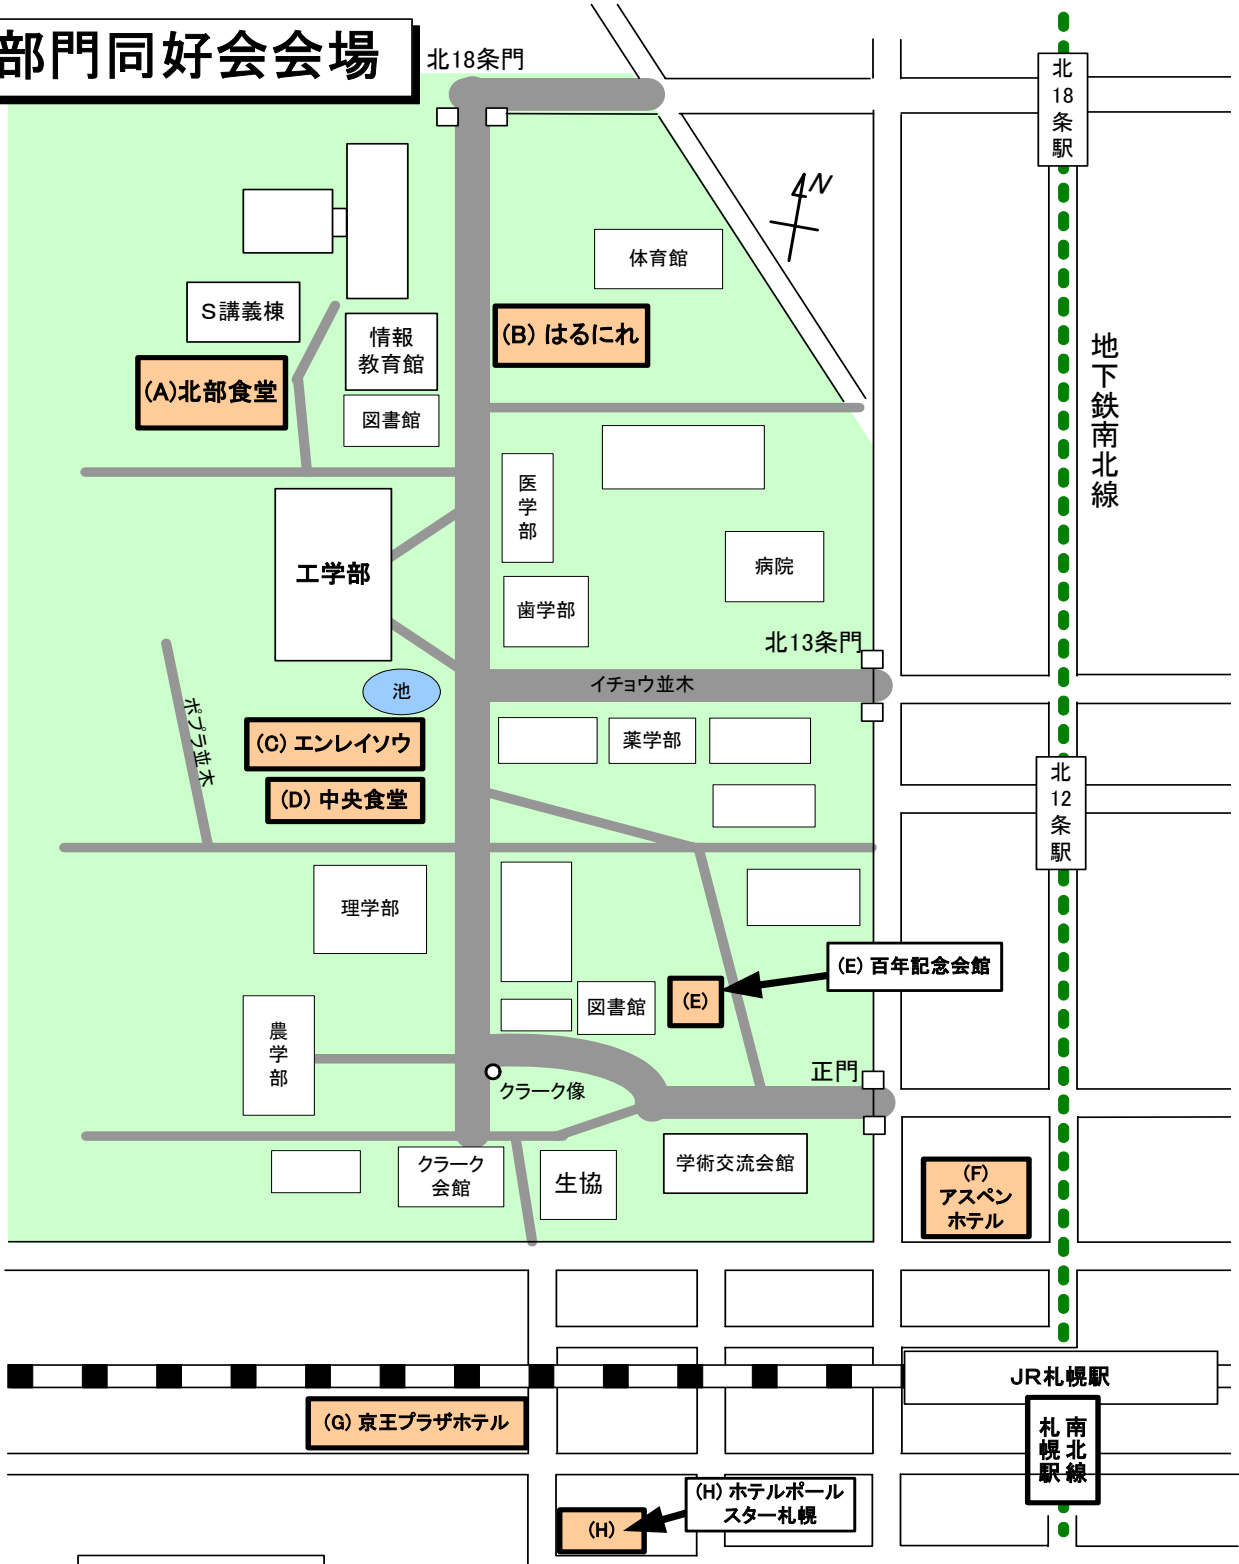 部門同好会会場
北18条門
北18条駅
N
体育館
S講義棟
(B) はるにれ
情報
教育館
(A)北部食堂
図書館
地下鉄南北線
医学部
工学部
病院
歯学部
北13条門
池
イチョウ並木
ポプラ並木
(C) エンレイソウ
薬学部
(D) 中央食堂
北12条駅
理学部
(E) 百年記念会館
図書館
(E)
農学部
正門
クラーク像
クラーク
会館
生協
学術交流会館
(F)
アスペン
ホテル
JR札幌駅
(G) 京王プラザホテル
南北線
札幌駅
(H) ホテルポール
スター札幌
(H)